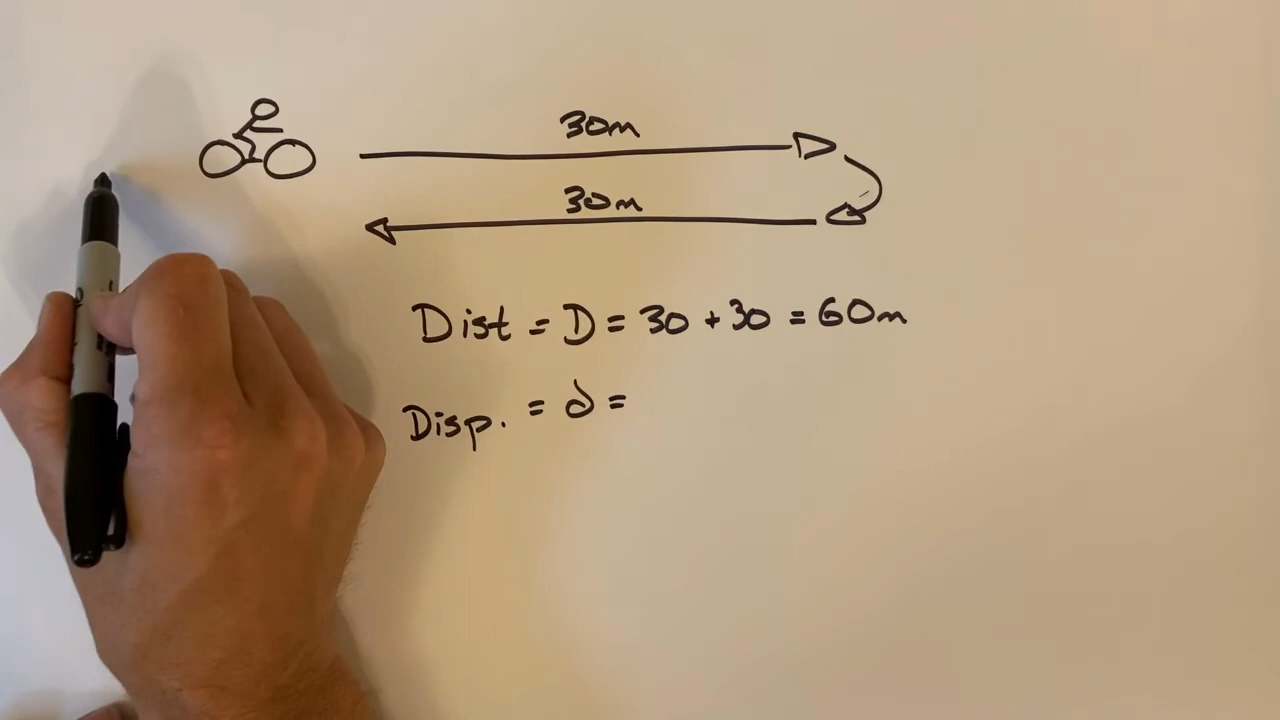 30m
30m
Dist = D = 30 + 30 = 60m
Disp. = d =